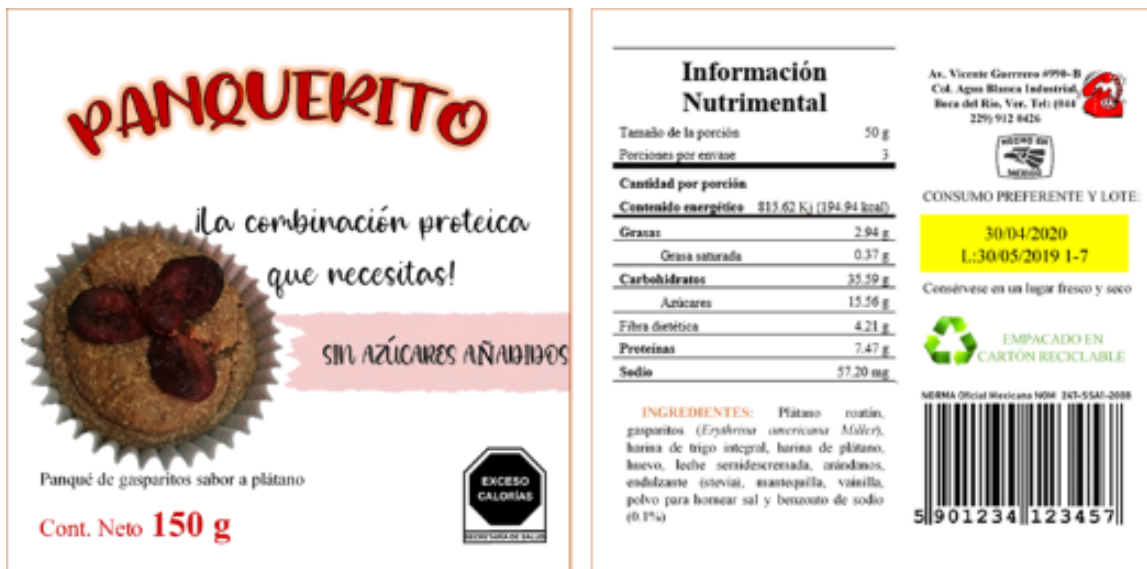 PANQUERITO
¡La combinación proteica
que necesitas!
SIN AZÚCARES AÑADIDOS
Panqué de gasparitos sabor a plátano
Cont. Neto 150 g
EXCESO
CALORÍAS
SECRETARÍA DE SALUD
Información
Nutrimental
Tamaño de la porción 50 g
Porciones por envase 3
Cantidad por porción
Contenido energético 815.62 Kj (194.94 kcal)
Grasas 2.94 g
Grasa saturada 0.37 g
Carbohidratos 35.59 g
Azúcares 15.56 g
Fibra dietética 4.21 g
Proteínas 7.47 g
Sodio 57.20 mg
INGREDIENTES: Plátano roatán,
gasparitos (Erythrina americana Miller),
harina de trigo integral, harina de plátano,
huevo, leche semidescremada, arándanos,
endulzante (stevia), mantequilla, vainilla,
polvo para hornear sal y benzoato de sodio
(0.1%)
Av. Vicente Guerrero #990-B
Col. Agua Blanca Industrial,
Boca del Río, Ver. Tel: (044
229) 912 0426
HECHO EN
MÉXICO
CONSUMO PREFERENTE Y LOTE:
30/04/2020
L:30/05/2019 1-7
Consérvese en un lugar fresco y seco
EMPACADO EN
CARTÓN RECICLABLE
NORMA Oficial Mexicana NOM 247-SSA1-2008
5 901234 123457